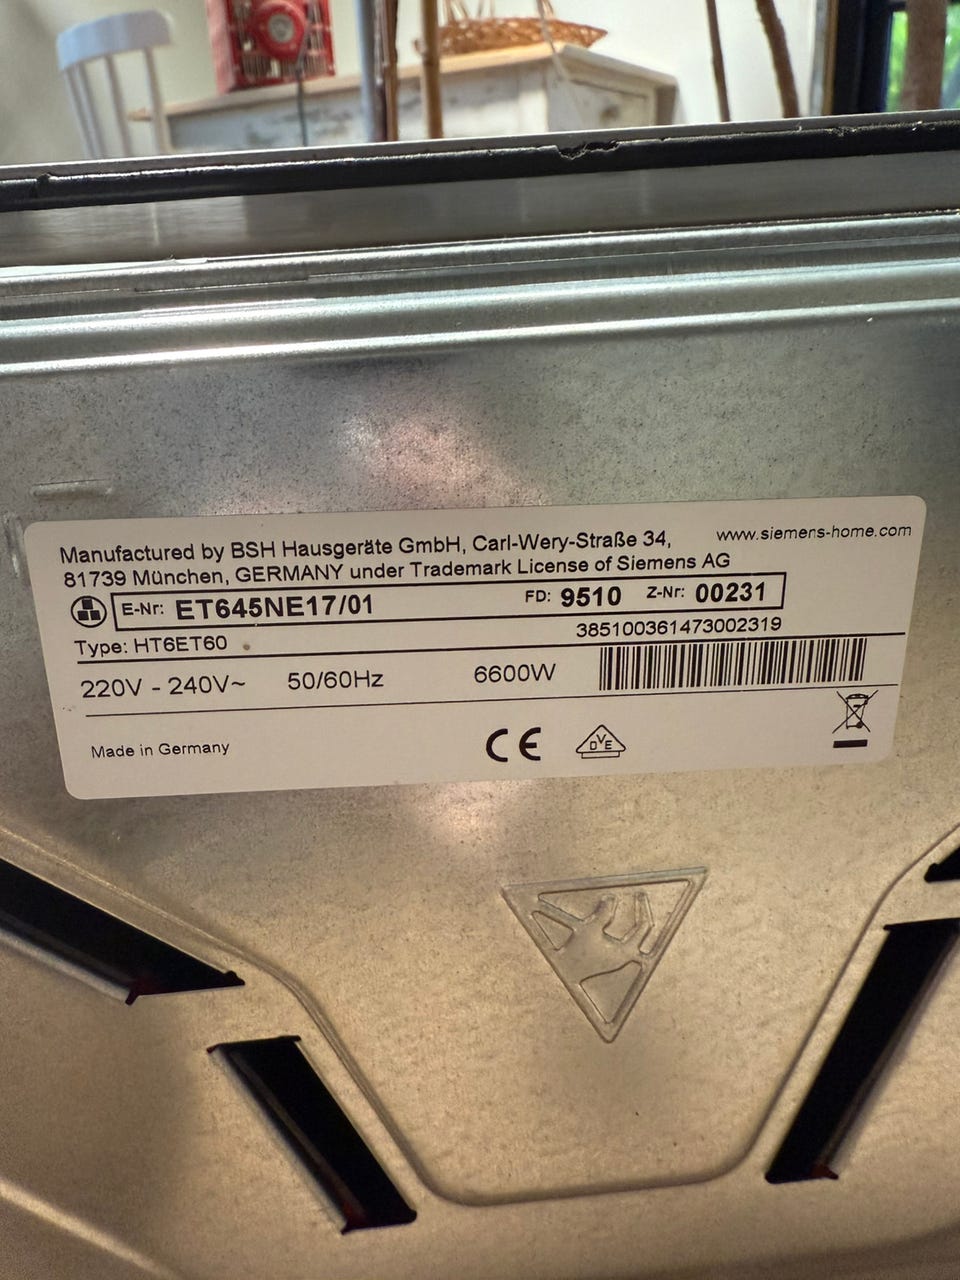 Manufactured by BSH Hausgeräte GmbH, Carl-Wery-Straße 34,
www.siemens-home.com
81739 München, GERMANY under Trademark License of Siemens AG
E-Nr: ET645NE17/01 FD: 9510 Z-Nr: 00231
Type: HT6ET60
385100361473002319
220V - 240V~ 50/60Hz 6600W
Made in Germany
CE
DVE